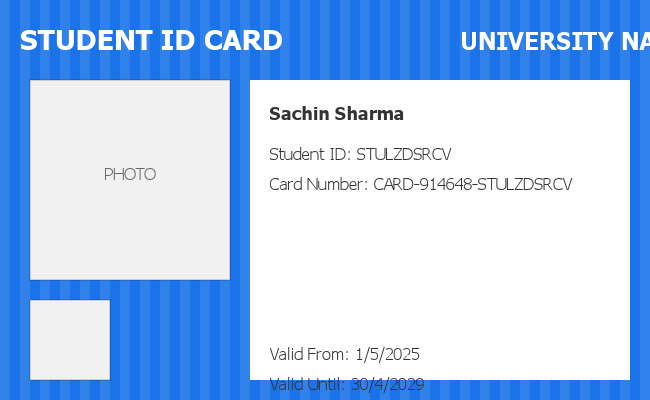 STUDENT ID CARD
UNIVERSITY NA
PHOTO
Sachin Sharma
Student ID: STULZDSRCV
Card Number: CARD-914648-STULZDSRCV
Valid From: 1/5/2025
Valid Until: 30/4/2029